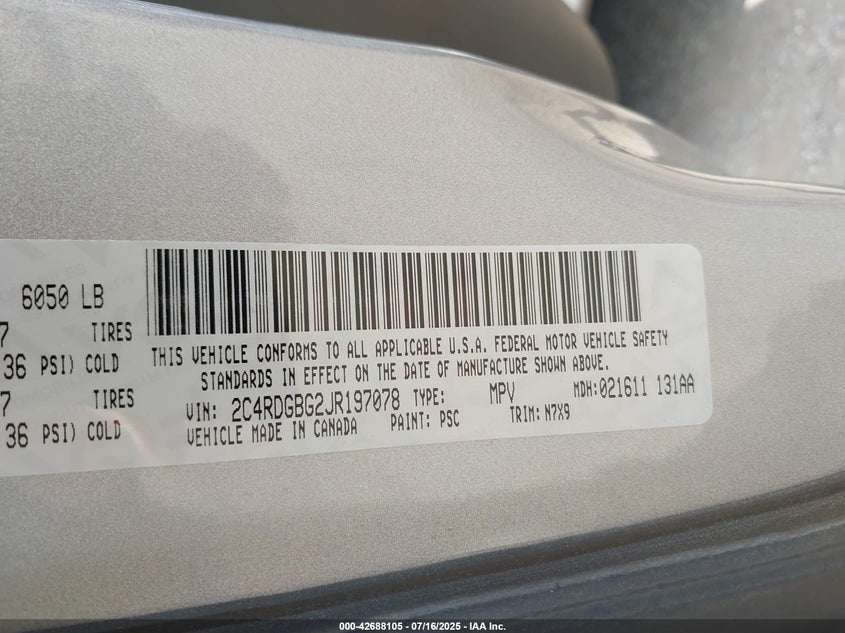 6050 LB
7 TIRES
36 PSI) COLD
7 TIRES
36 PSI) COLD
THIS VEHICLE CONFORMS TO ALL APPLICABLE U.S.A. FEDERAL MOTOR VEHICLE SAFETY
STANDARDS IN EFFECT ON THE DATE OF MANUFACTURE SHOWN ABOVE.
VIN: 2C4RDGBG2JR197078 TYPE: MPV MDH:021611 131AA
VEHICLE MADE IN CANADA PAINT: PSC TRIM: N7X9
000-42688105 - 07/16/2025 - IAA Inc.